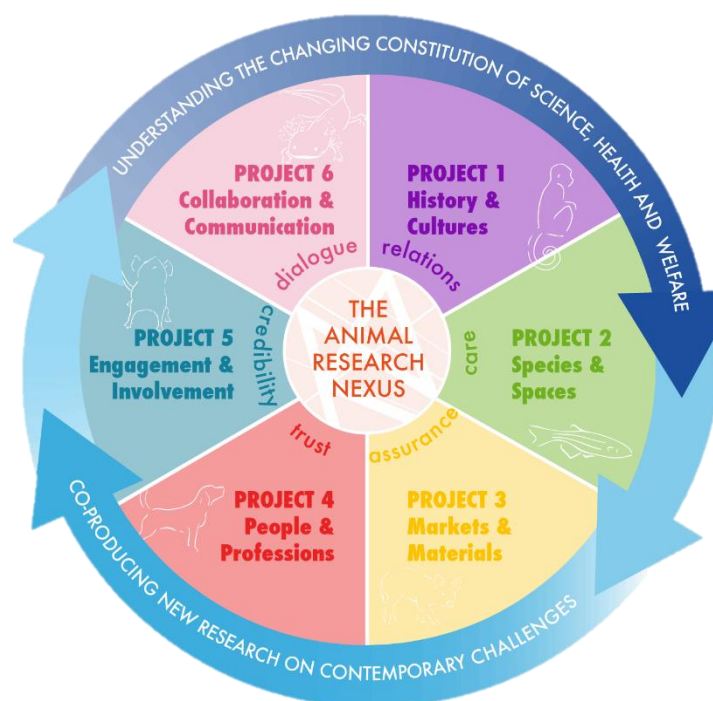 UNDERSTANDING THE CHANGING CONSTITUTION OF SCIENCE, HEALTH AND WELFARE
PROJECT 6
Collaboration &
Communication
dialogue
PROJECT 1
History &
Cultures
relations
PROJECT 5
Engagement &
Involvement
credibility
THE
ANIMAL
RESEARCH
NEXUS
care
PROJECT 2
Species &
Spaces
trust
PROJECT 4
People &
Professions
assurance
PROJECT 3
Markets &
Materials
CO-PRODUCING NEW RESEARCH ON CONTEMPORARY CHALLENGES